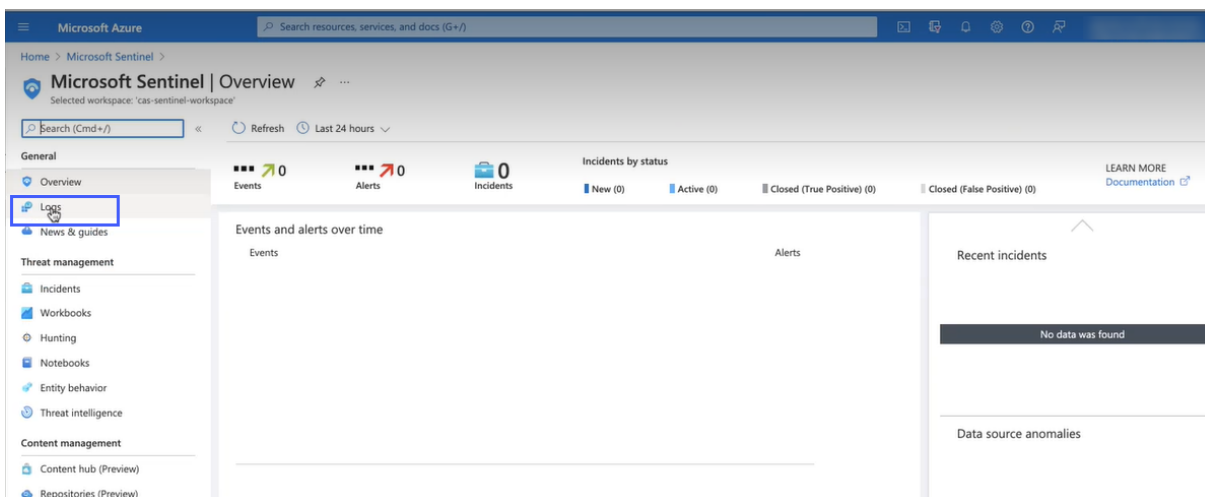 Microsoft Azure
Search resources, services, and docs (G+/)
Home > Microsoft Sentinel >
Microsoft Sentinel | Overview ...
Selected workspace: 'cas-sentinel-workspace'
Search (Cmd+/) «
Refresh Last 24 hours
General
Overview
Logs
News & guides
Threat management
Incidents
Workbooks
Hunting
Notebooks
Entity behavior
Threat intelligence
Content management
Content hub (Preview)
Repositories (Preview)
0
Events
0
Alerts
0
Incidents
Incidents by status
New (0) Active (0) Closed (True Positive) (0) Closed (False Positive) (0)
LEARN MORE
Documentation
Events and alerts over time
Events Alerts
Recent incidents
No data was found
Data source anomalies